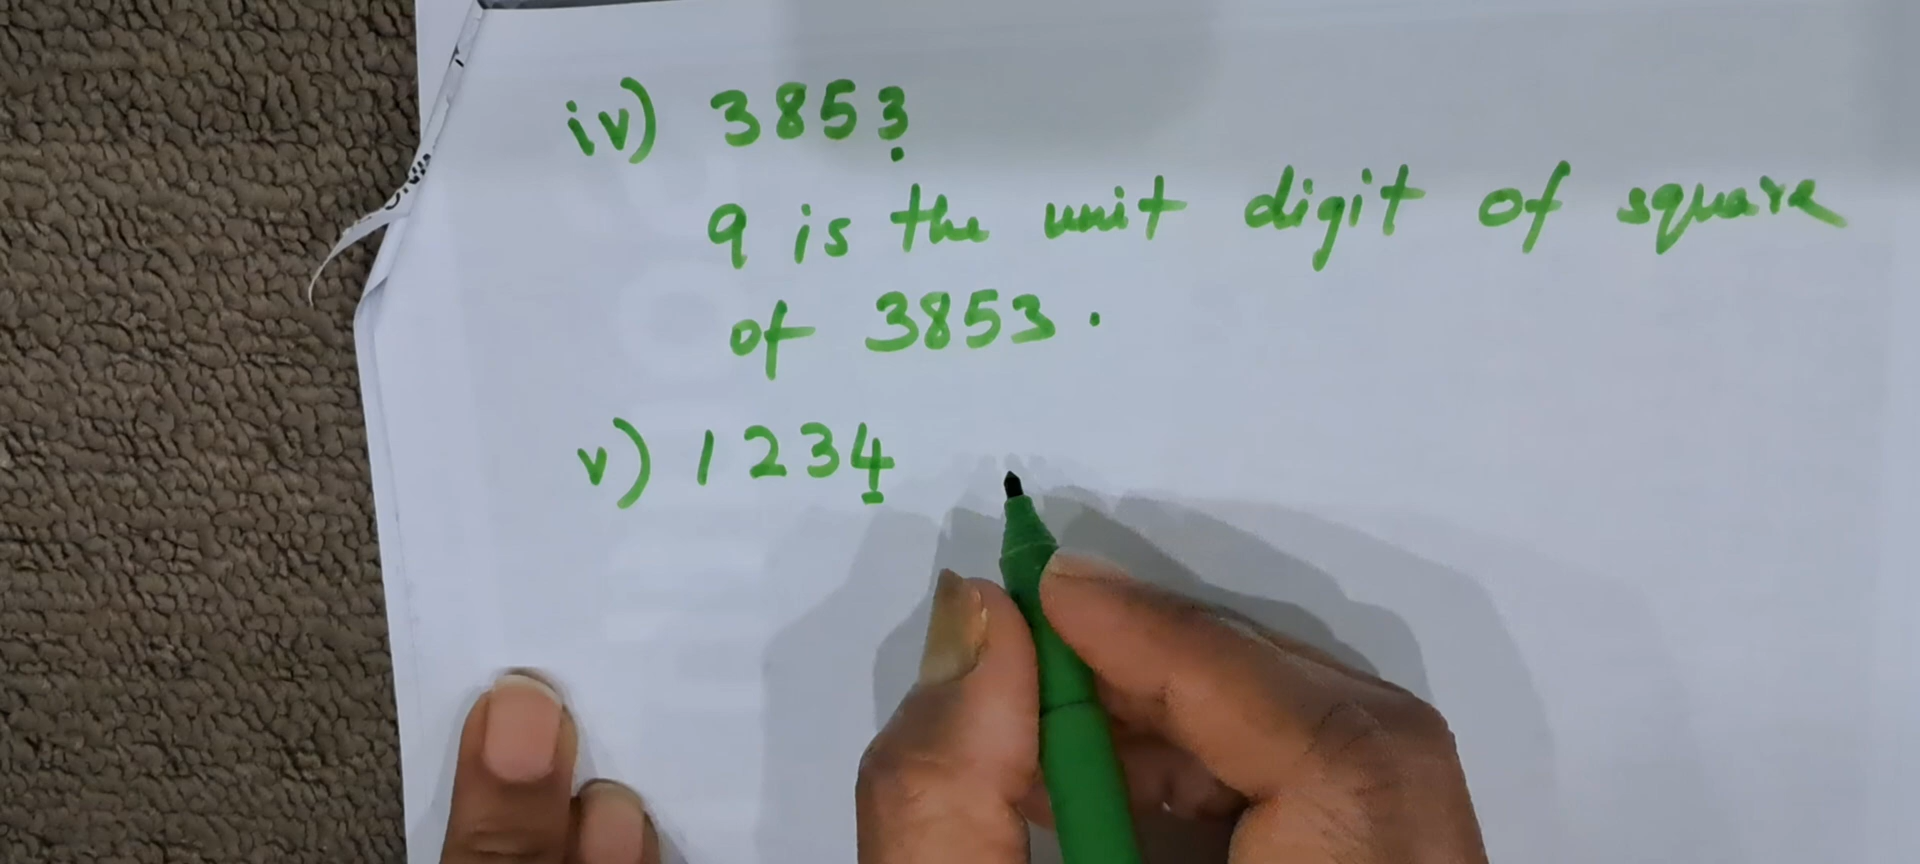 iv) 3853
9 is the unit digit of square
of 3853.
v) 1234